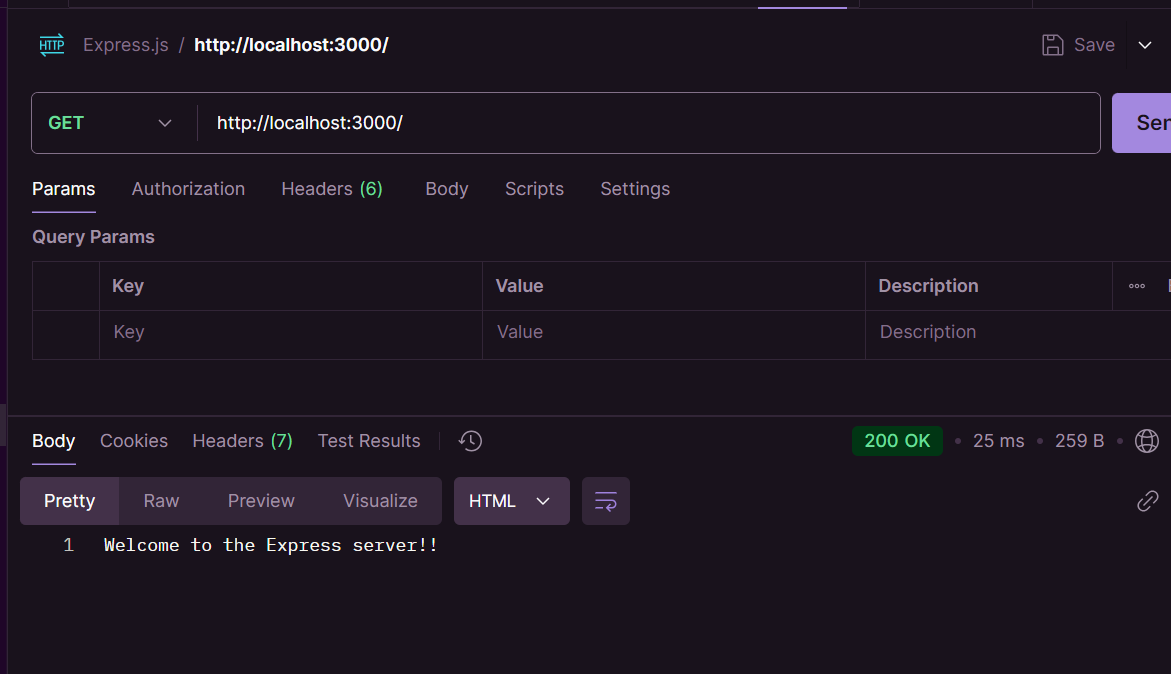 HTTP Express.js / http://localhost:3000/ Save
GET http://localhost:3000/
Params Authorization Headers (6) Body Scripts Settings
Query Params
Key Value Description
Key Value Description
Body Cookies Headers (7) Test Results 200 OK • 25 ms • 259 B •
Pretty Raw Preview Visualize HTML
1 Welcome to the Express server!!